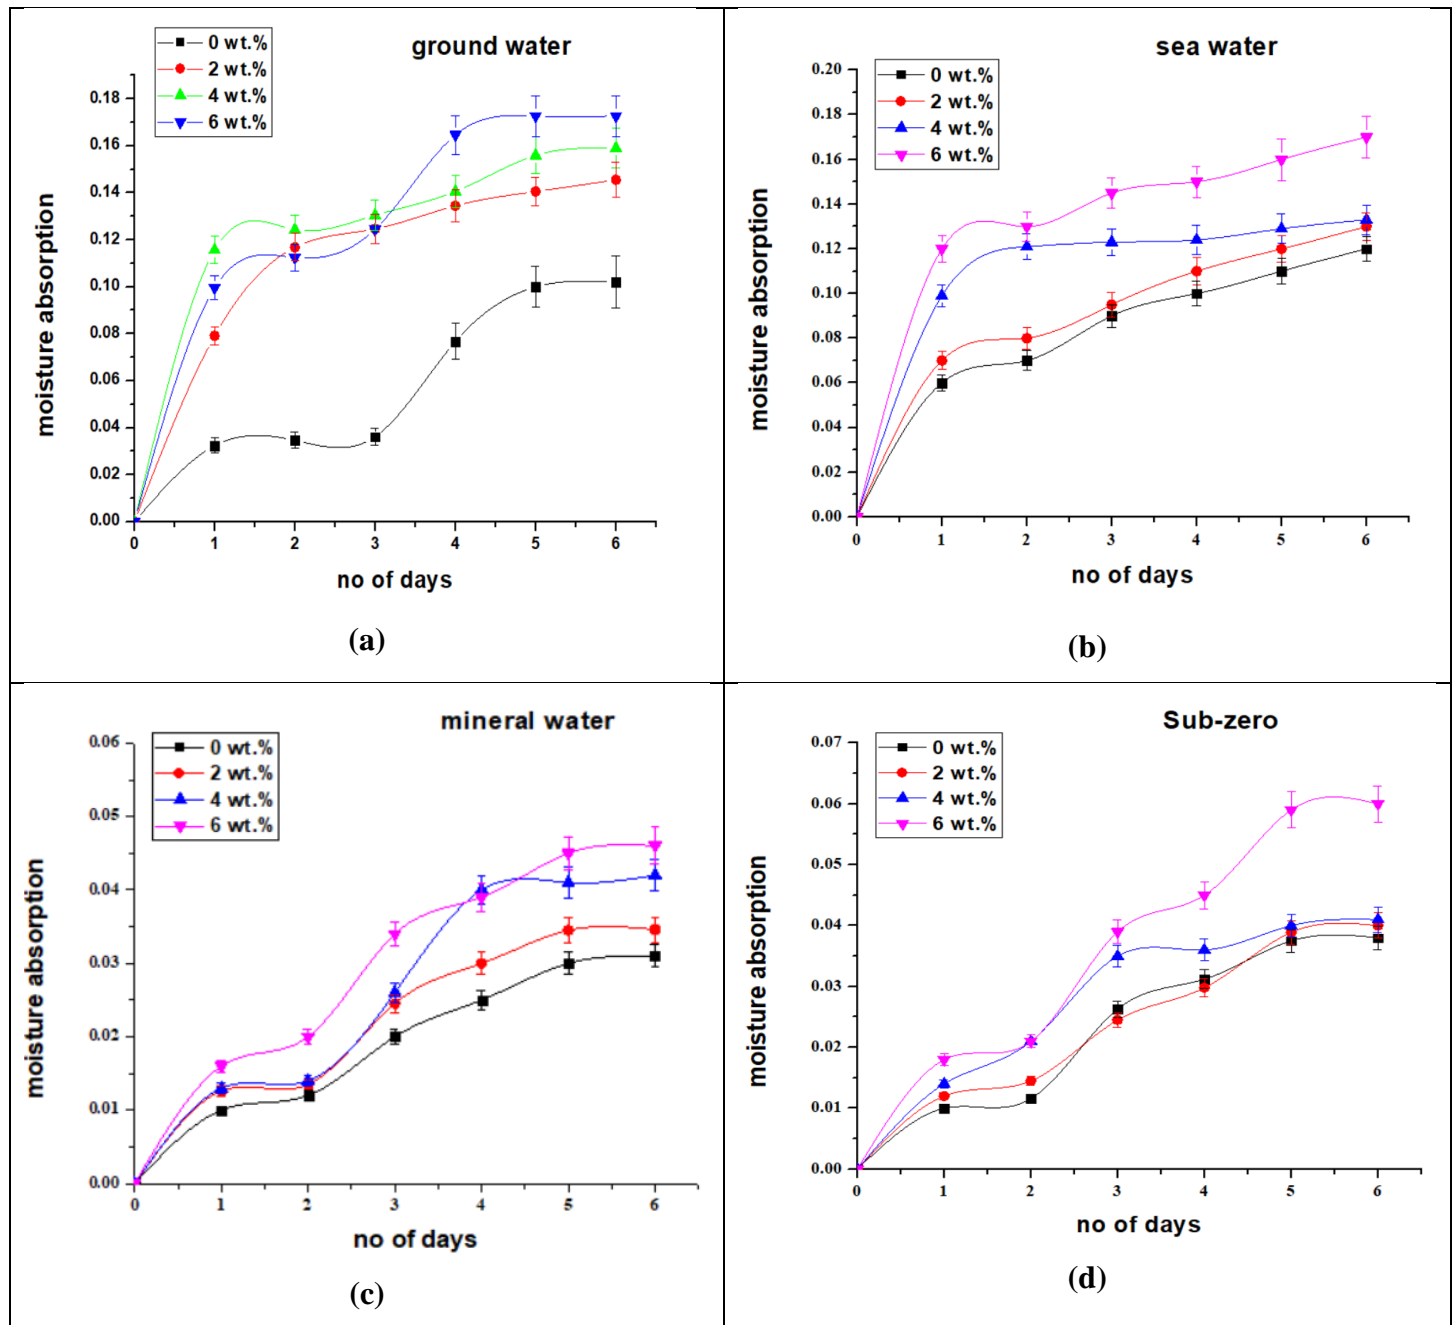 ground water
0 wt.%
2 wt.%
4 wt.%
6 wt.%
moisture absorption
0.18
0.16
0.14
0.12
0.10
0.08
0.06
0.04
0.02
0.00
0 1 2 3 4 5 6
no of days
(a)
sea water
0 wt.%
2 wt.%
4 wt.%
6 wt.%
moisture absorption
0.20
0.18
0.16
0.14
0.12
0.10
0.08
0.06
0.04
0.02
0.00
0 1 2 3 4 5 6
no of days
(b)
mineral water
0 wt.%
2 wt.%
4 wt.%
6 wt.%
moisture absorption
0.06
0.05
0.04
0.03
0.02
0.01
0.00
0 1 2 3 4 5 6
no of days
(c)
Sub-zero
0 wt.%
2 wt.%
4 wt.%
6 wt.%
moisture absorption
0.07
0.06
0.05
0.04
0.03
0.02
0.01
0.00
0 1 2 3 4 5 6
no of days
(d)